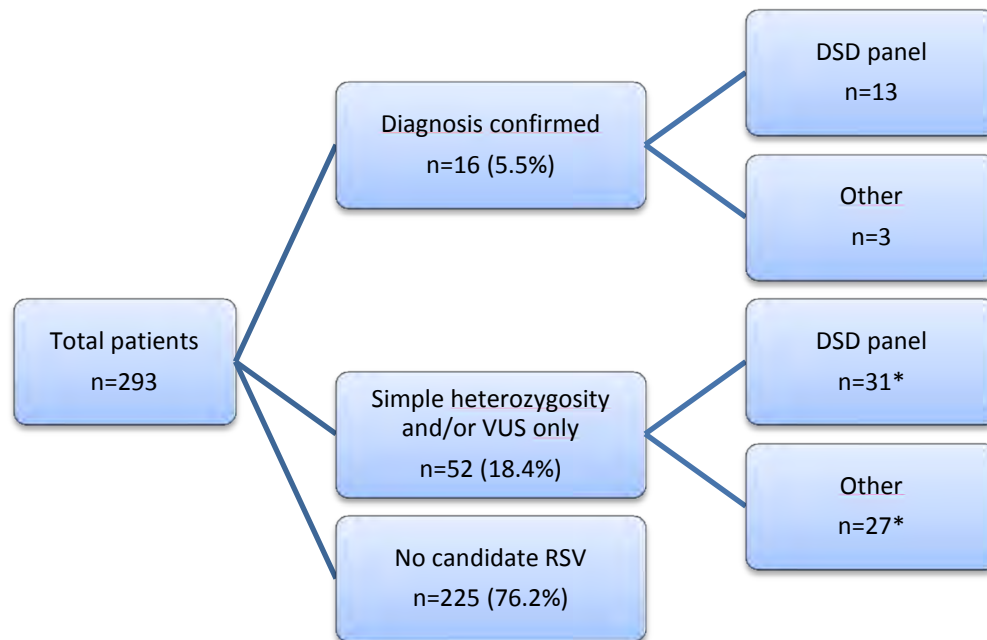 Total patients
n=293
Diagnosis confirmed
n=16 (5.5%)
DSD panel
n=13
Other
n=3
Simple heterozygosity
and/or VUS only
n=52 (18.4%)
DSD panel
n=31*
Other
n=27*
No candidate RSV
n=225 (76.2%)